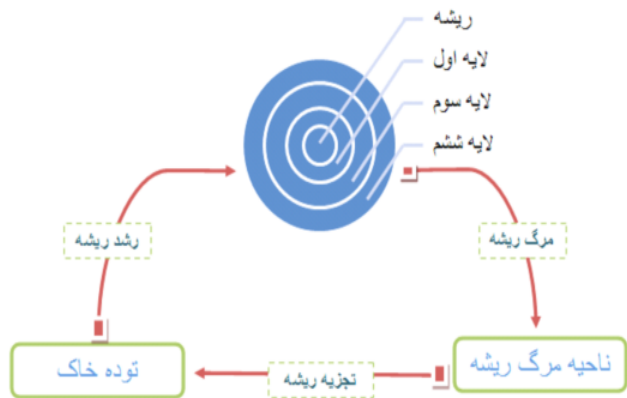 ریشه
لایه اول
لایه سوم
لایه ششم
رشد ریشه
مرگ ریشه
توده خاک
تجزیه ریشه
ناحیه مرگ ریشه